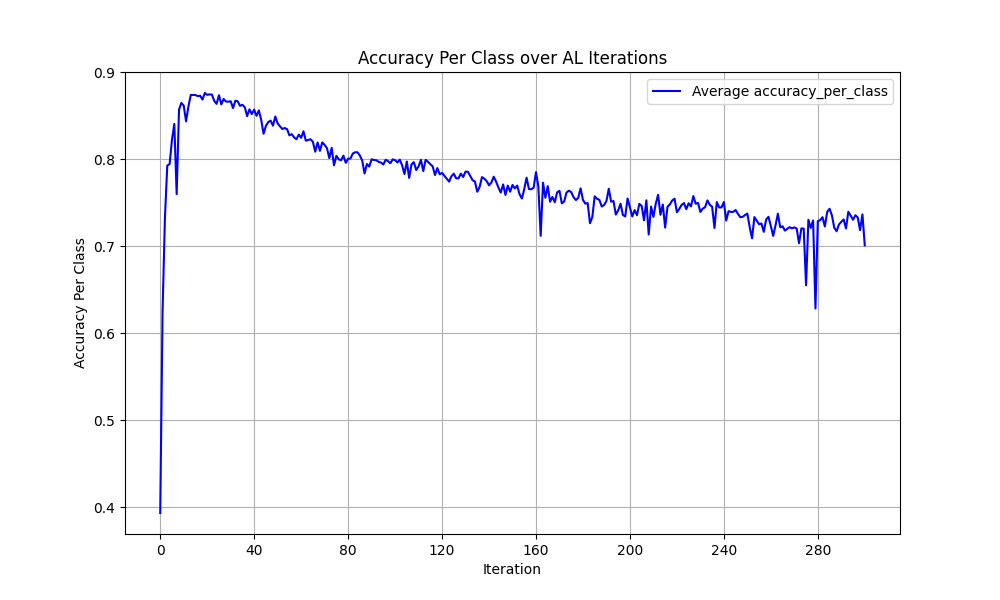 Accuracy Per Class over AL Iterations
Average accuracy_per_class
Accuracy Per Class
0.9
0.8
0.7
0.6
0.5
0.4
0 40 80 120 160 200 240 280
Iteration